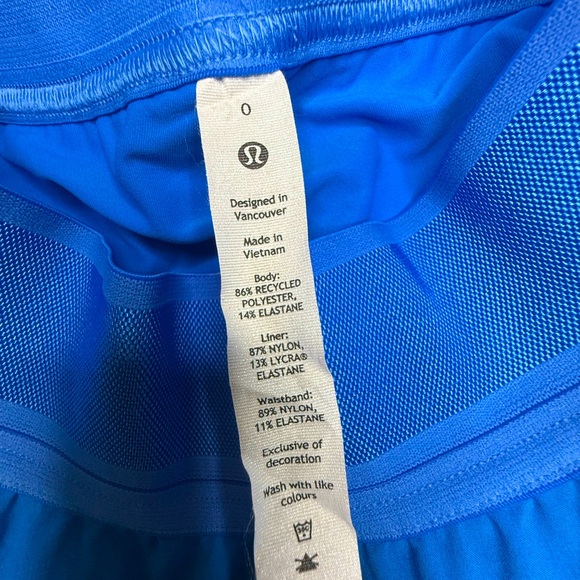 0
Designed in
Vancouver
Made in
Vietnam
Body:
86% RECYCLED
POLYESTER,
14% ELASTANE
Liner:
87% NYLON,
13% LYCRA®
ELASTANE
Waistband:
89% NYLON,
11% ELASTANE
Exclusive of
decoration
Wash with like
colours